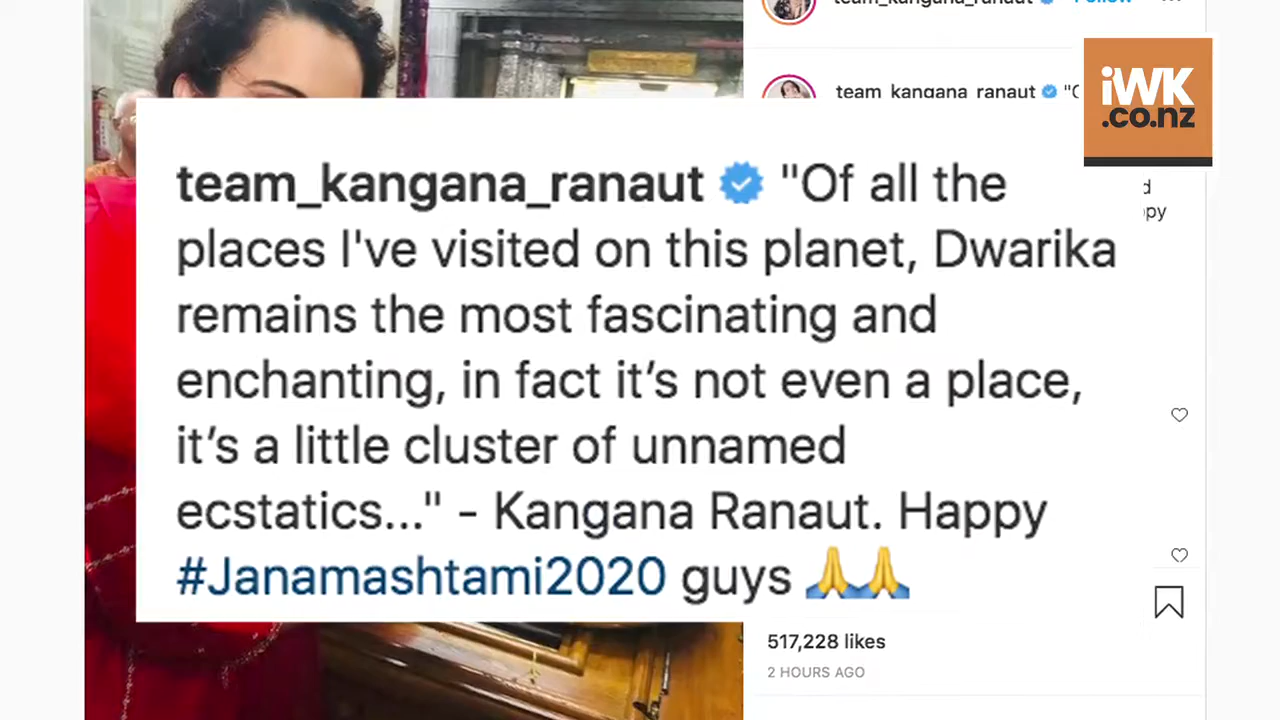 team_kangana_ranaut Follow
team_kangana_ranaut "O
iWK
.co.nz
team_kangana_ranaut "Of all the
places I've visited on this planet, Dwarika
remains the most fascinating and
enchanting, in fact it's not even a place,
it's a little cluster of unnamed
ecstatics..." - Kangana Ranaut. Happy
#Janamashtami2020 guys 🙏🙏
517,228 likes
2 HOURS AGO